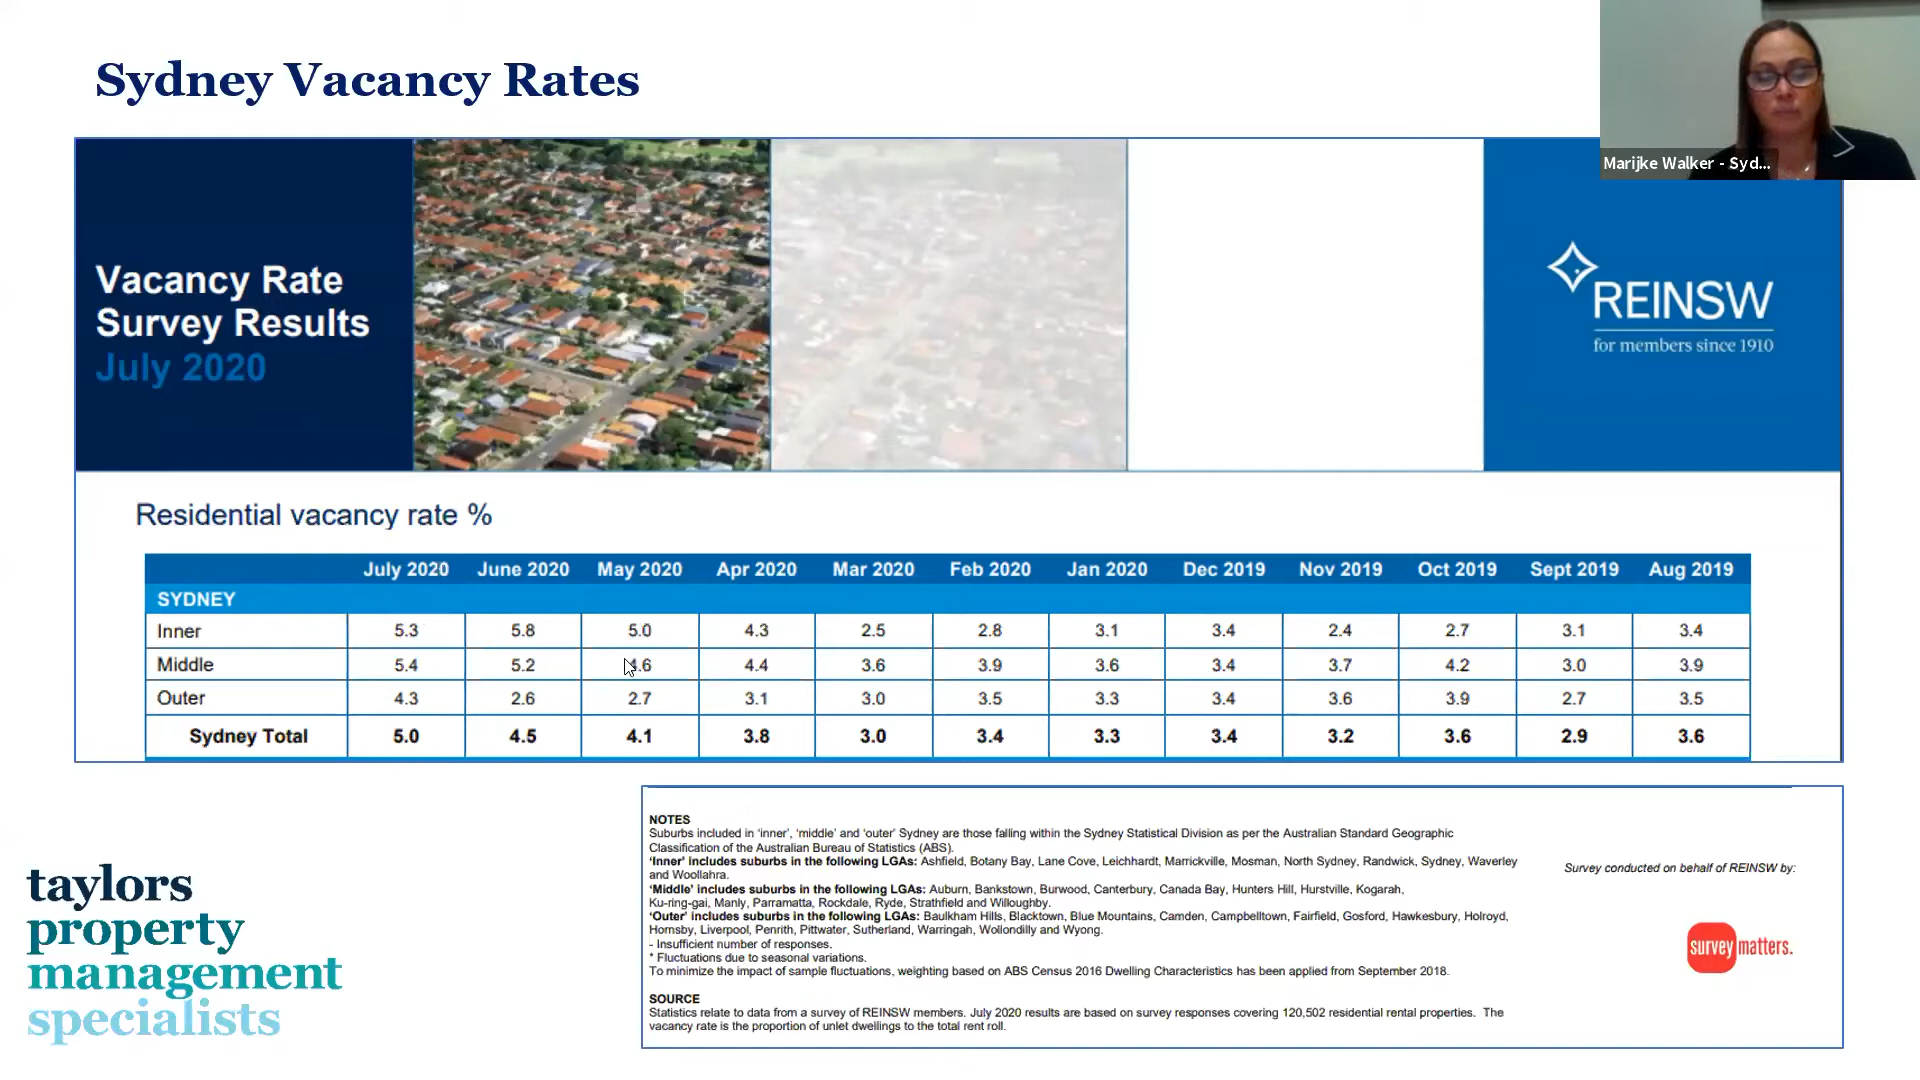 Sydney Vacancy Rates
Marijke Walker - Syd...
Vacancy Rate
Survey Results
July 2020
REINSW
for members since 1910
Residential vacancy rate %
July 2020 June 2020 May 2020 Apr 2020 Mar 2020 Feb 2020 Jan 2020 Dec 2019 Nov 2019 Oct 2019 Sept 2019 Aug 2019
SYDNEY
Inner 5.3 5.8 5.0 4.3 2.5 2.8 3.1 3.4 2.4 2.7 3.1 3.4
Middle 5.4 5.2 4.6 4.4 3.6 3.9 3.6 3.4 3.7 4.2 3.0 3.9
Outer 4.3 2.6 2.7 3.1 3.0 3.5 3.3 3.4 3.6 3.9 2.7 3.5
Sydney Total 5.0 4.5 4.1 3.8 3.0 3.4 3.3 3.4 3.2 3.6 2.9 3.6
NOTES
Suburbs included in 'inner', 'middle' and 'outer' Sydney are those falling within the Sydney Statistical Division as per the Australian Standard Geographic
Classification of the Australian Bureau of Statistics (ABS).
'Inner' includes suburbs in the following LGAs: Ashfield, Botany Bay, Lane Cove, Leichhardt, Marrickville, Mosman, North Sydney, Randwick, Sydney, Waverley
and Woollahra.
'Middle' includes suburbs in the following LGAs: Auburn, Bankstown, Burwood, Canterbury, Canada Bay, Hunters Hill, Hurstville, Kogarah,
Ku-ring-gai, Manly, Parramatta, Rockdale, Ryde, Strathfield and Willoughby.
'Outer' includes suburbs in the following LGAs: Baulkham Hills, Blacktown, Blue Mountains, Camden, Campbelltown, Fairfield, Gosford, Hawkesbury, Holroyd,
Hornsby, Liverpool, Penrith, Pittwater, Sutherland, Warringah, Wollondilly and Wyong.
- Insufficient number of responses.
* Fluctuations due to seasonal variations.
To minimize the impact of sample fluctuations, weighting based on ABS Census 2016 Dwelling Characteristics has been applied from September 2018.
SOURCE
Statistics relate to data from a survey of REINSW members. July 2020 results are based on survey responses covering 120,502 residential rental properties. The
vacancy rate is the proportion of unlet dwellings to the total rent roll.
Survey conducted on behalf of REINSW by:
survey matters.
taylors
property
management
specialists